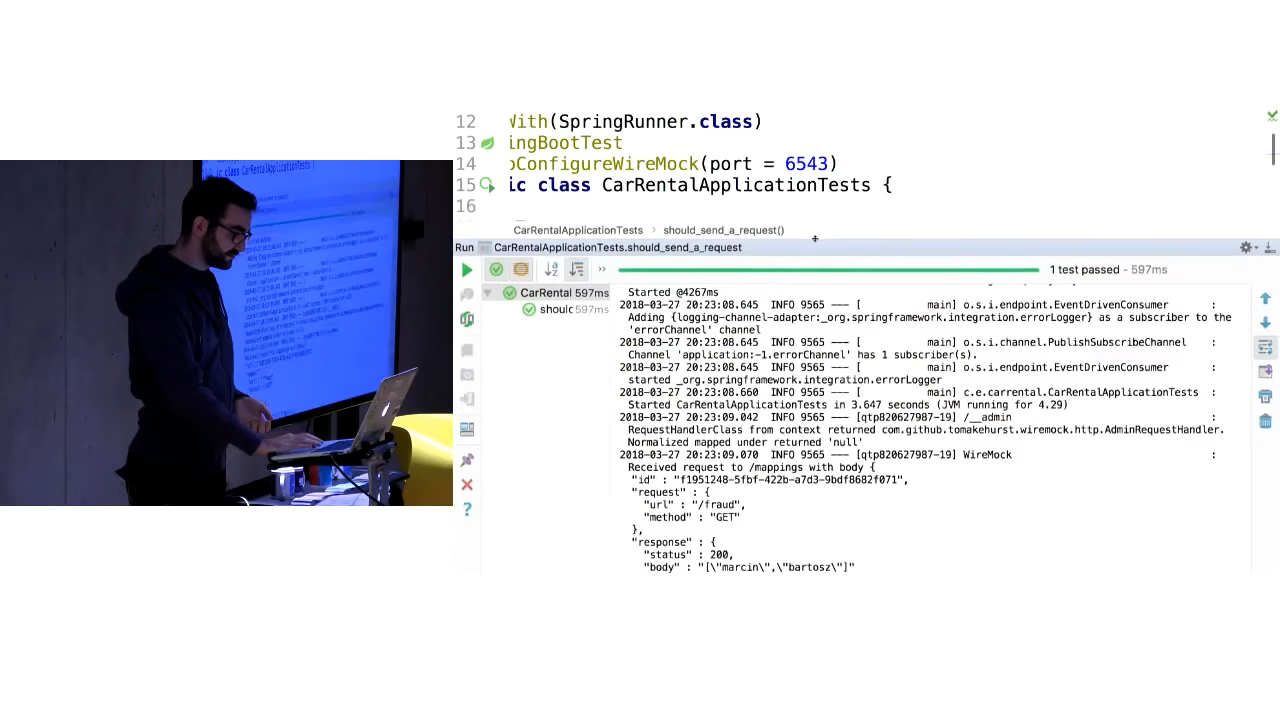 12 With(SpringRunner.class)
13 ingBootTest
14 oConfigureWireMock(port = 6543)
15 ic class CarRentalApplicationTests {
16
CarRentalApplicationTests › should_send_a_request()
Run CarRentalApplicationTests.should_send_a_request
1 test passed - 597ms
CarRental 597ms
shoulc 597ms
Started @4267ms
2018-03-27 20:23:08.645 INFO 9565 --- [ main] o.s.i.endpoint.EventDrivenConsumer :
Adding {logging-channel-adapter:_org.springframework.integration.errorLogger} as a subscriber to the
'errorChannel' channel
2018-03-27 20:23:08.645 INFO 9565 --- [ main] o.s.i.channel.PublishSubscribeChannel :
Channel 'application:-1.errorChannel' has 1 subscriber(s).
2018-03-27 20:23:08.645 INFO 9565 --- [ main] o.s.i.endpoint.EventDrivenConsumer :
started _org.springframework.integration.errorLogger
2018-03-27 20:23:08.660 INFO 9565 --- [ main] c.e.carrental.CarRentalApplicationTests :
Started CarRentalApplicationTests in 3.647 seconds (JVM running for 4.29)
2018-03-27 20:23:09.042 INFO 9565 --- [qtp820627987-19] /__admin :
RequestHandlerClass from context returned com.github.tomakehurst.wiremock.http.AdminRequestHandler.
Normalized mapped under returned 'null'
2018-03-27 20:23:09.070 INFO 9565 --- [qtp820627987-19] WireMock :
Received request to /mappings with body {
"id" : "f1951248-5fbf-422b-a7d3-9bdf8682f071",
"request" : {
"url" : "/fraud",
"method" : "GET"
},
"response" : {
"status" : 200,
"body" : "[\"marcin\",\"bartosz\"]"